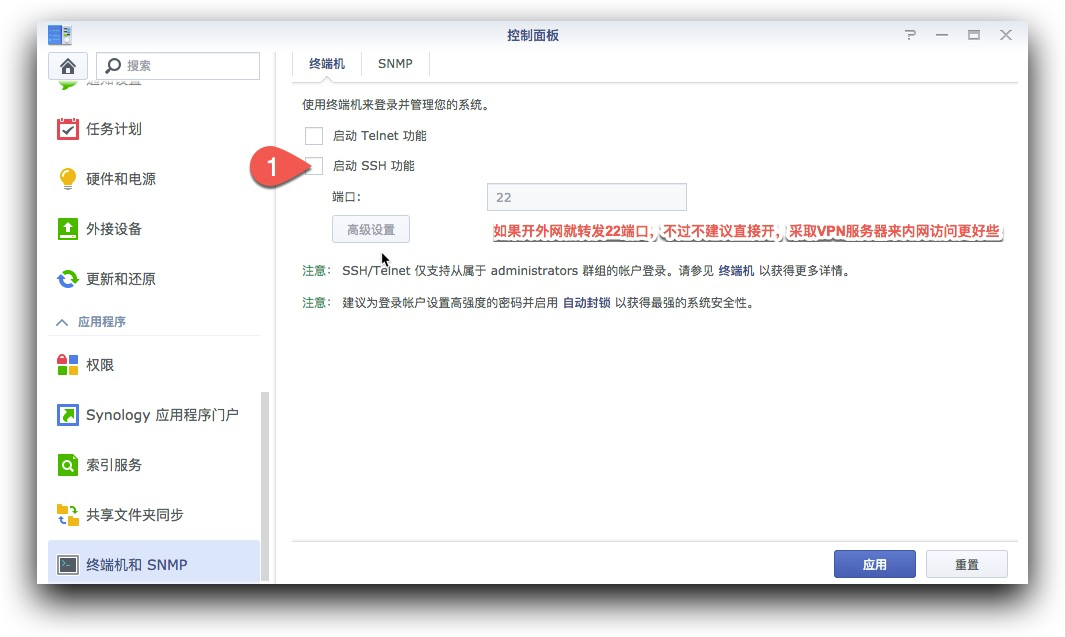 控制面板
搜索
通知设置
任务计划
硬件和电源
外接设备
更新和还原
应用程序
权限
Synology 应用程序门户
索引服务
共享文件夹同步
终端机和 SNMP
终端机
SNMP
使用终端机来登录并管理您的系统。
启动 Telnet 功能
1
启动 SSH 功能
端口:
22
高级设置
如果开外网就转发22端口，不过不建议直接开，采取VPN服务器来内网访问更好些
注意: SSH/Telnet 仅支持从属于 administrators 群组的帐户登录。请参见 终端机 以获得更多详情。
注意: 建议为登录帐户设置高强度的密码并启用 自动封锁 以获得最强的系统安全性。
应用
重置